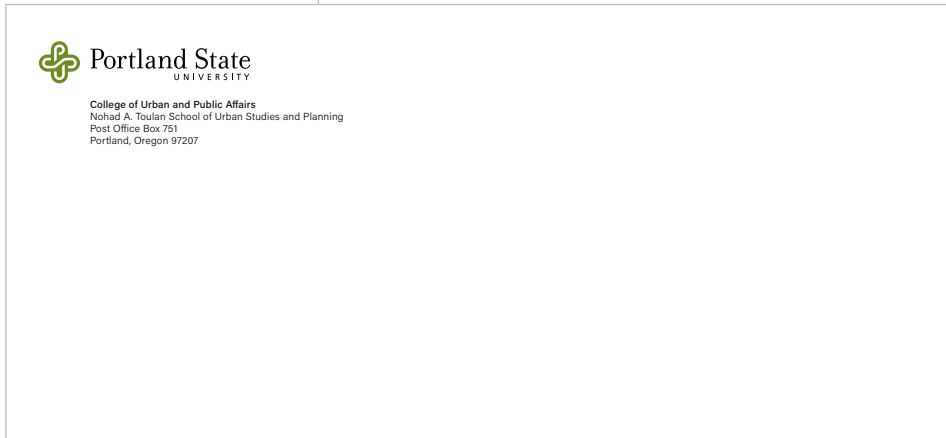 Portland State
UNIVERSITY
College of Urban and Public Affairs
Nohad A. Toulan School of Urban Studies and Planning
Post Office Box 751
Portland, Oregon 97207